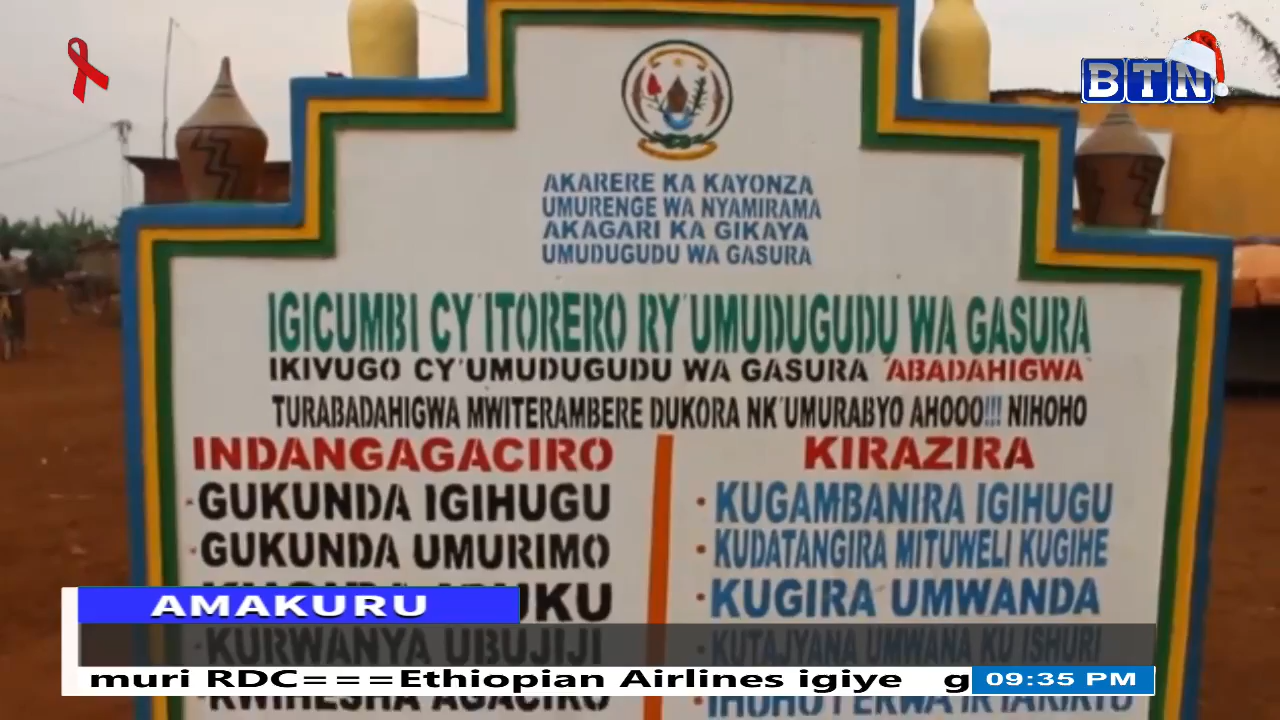 BTN
AKARERE KA KAYONZA
UMURENGE WA NYAMIRAMA
AKAGARI KA GIKAYA
UMUDUGUDU WA GASURA
IGICUMBI CY'ITORERO RY'UMUDUGUDU WA GASURA
IKIVUGO CY'UMUDUGUDU WA GASURA "ABADAHIGWA"
TURABADAHIGWA MWITERAMBERE DUKORA NK'UMURABYO AHOOO!!! NIHOHO
INDANGAGACIRO
· GUKUNDA IGIHUGU
· GUKUNDA UMURIMO
KURWANYA UBUJIJI
KWIHESHA AGACIRO
KIRAZIRA
· KUGAMBANIRA IGIHUGU
· KUDATANGIRA MITUWELI KUGIHE
· KUGIRA UMWANDA
· KUTAJYANA UMWANA KU ISHURI
AMAKURU
muri RDC===Ethiopian Airlines igiye g
09:35 PM